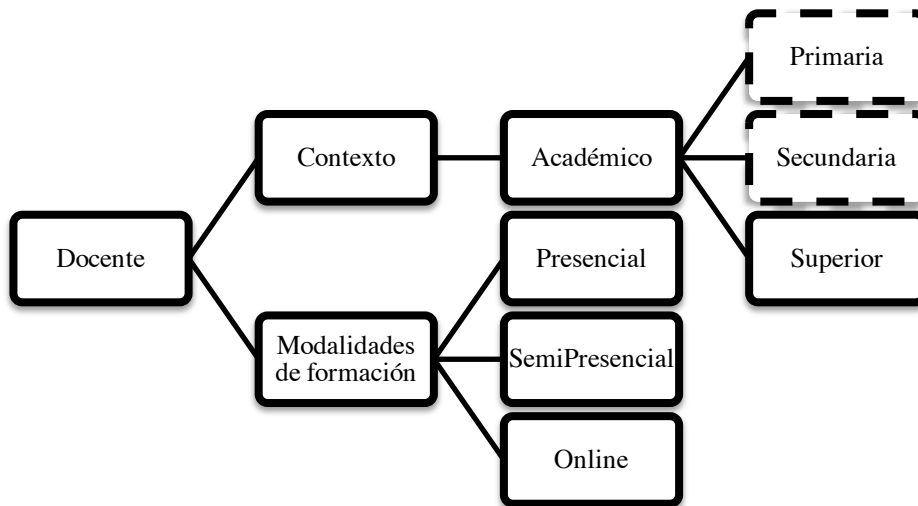 Primaria
Contexto
Académico
Secundaria
Docente
Presencial
Superior
Modalidades
de formación
SemiPresencial
Online